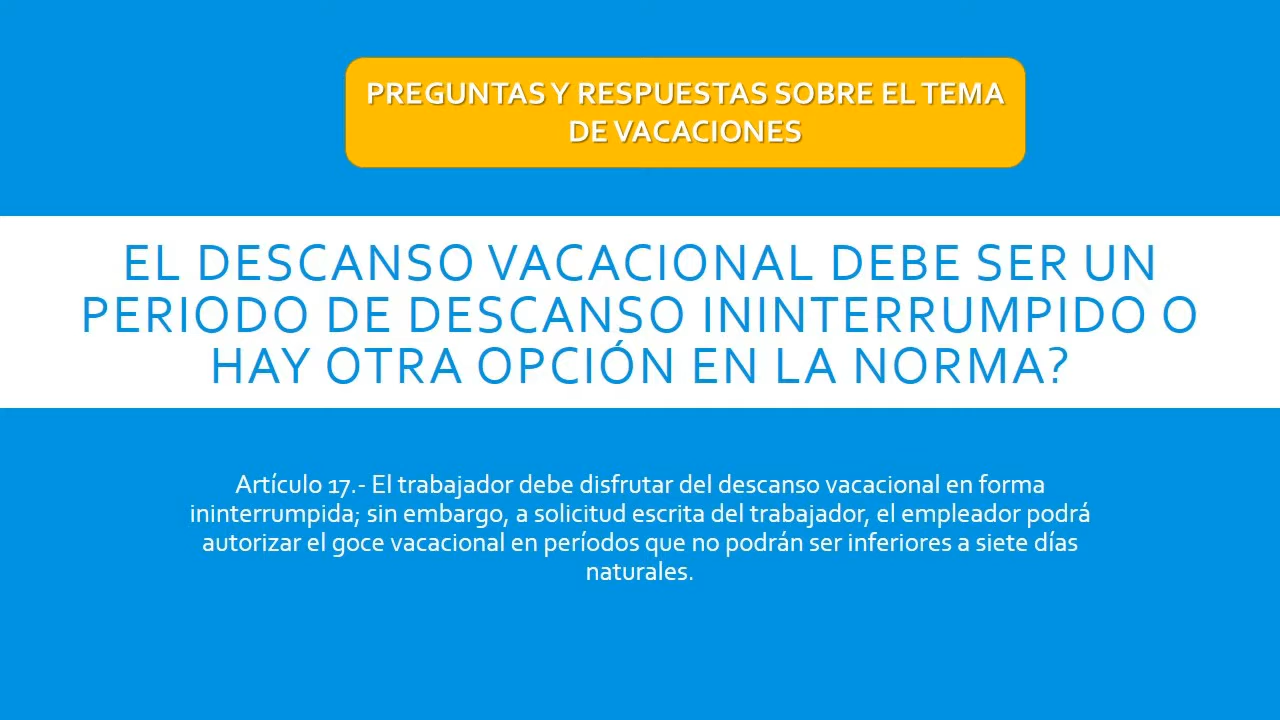 PREGUNTAS Y RESPUESTAS SOBRE EL TEMA
DE VACACIONES
EL DESCANSO VACACIONAL DEBE SER UN
PERIODO DE DESCANSO ININTERRUMPIDO O
HAY OTRA OPCIÓN EN LA NORMA?
Artículo 17.- El trabajador debe disfrutar del descanso vacacional en forma
ininterrumpida; sin embargo, a solicitud escrita del trabajador, el empleador podrá
autorizar el goce vacacional en períodos que no podrán ser inferiores a siete días
naturales.